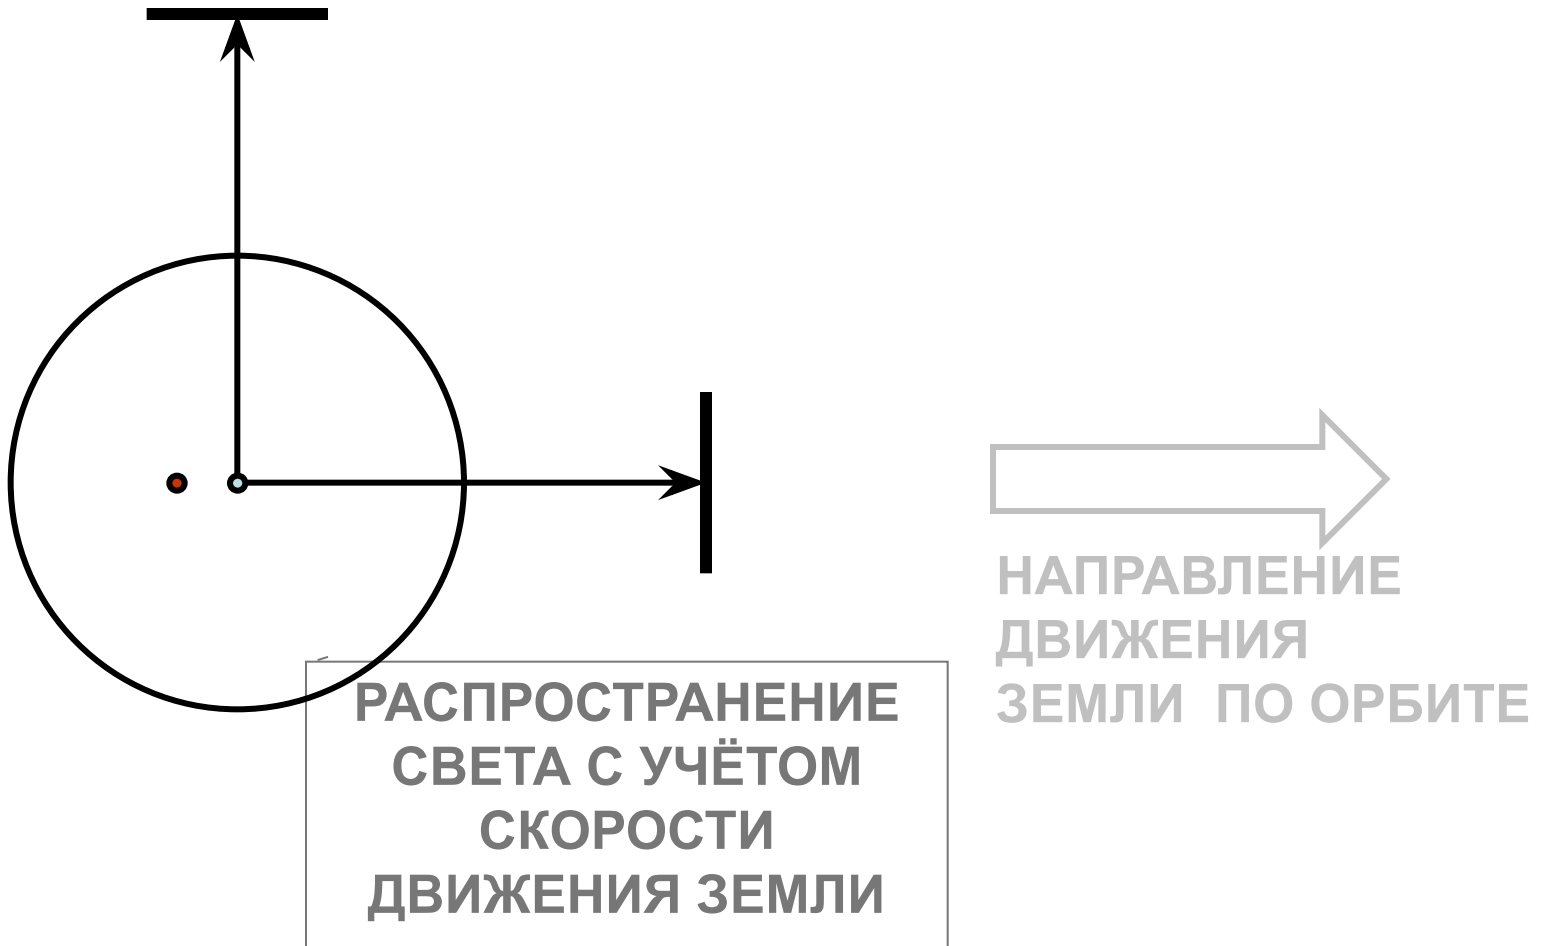 НАПРАВЛЕНИЕ
ДВИЖЕНИЯ
ЗЕМЛИ ПО ОРБИТЕ
РАСПРОСТРАНЕНИЕ
СВЕТА С УЧЁТОМ
СКОРОСТИ
ДВИЖЕНИЯ ЗЕМЛИ